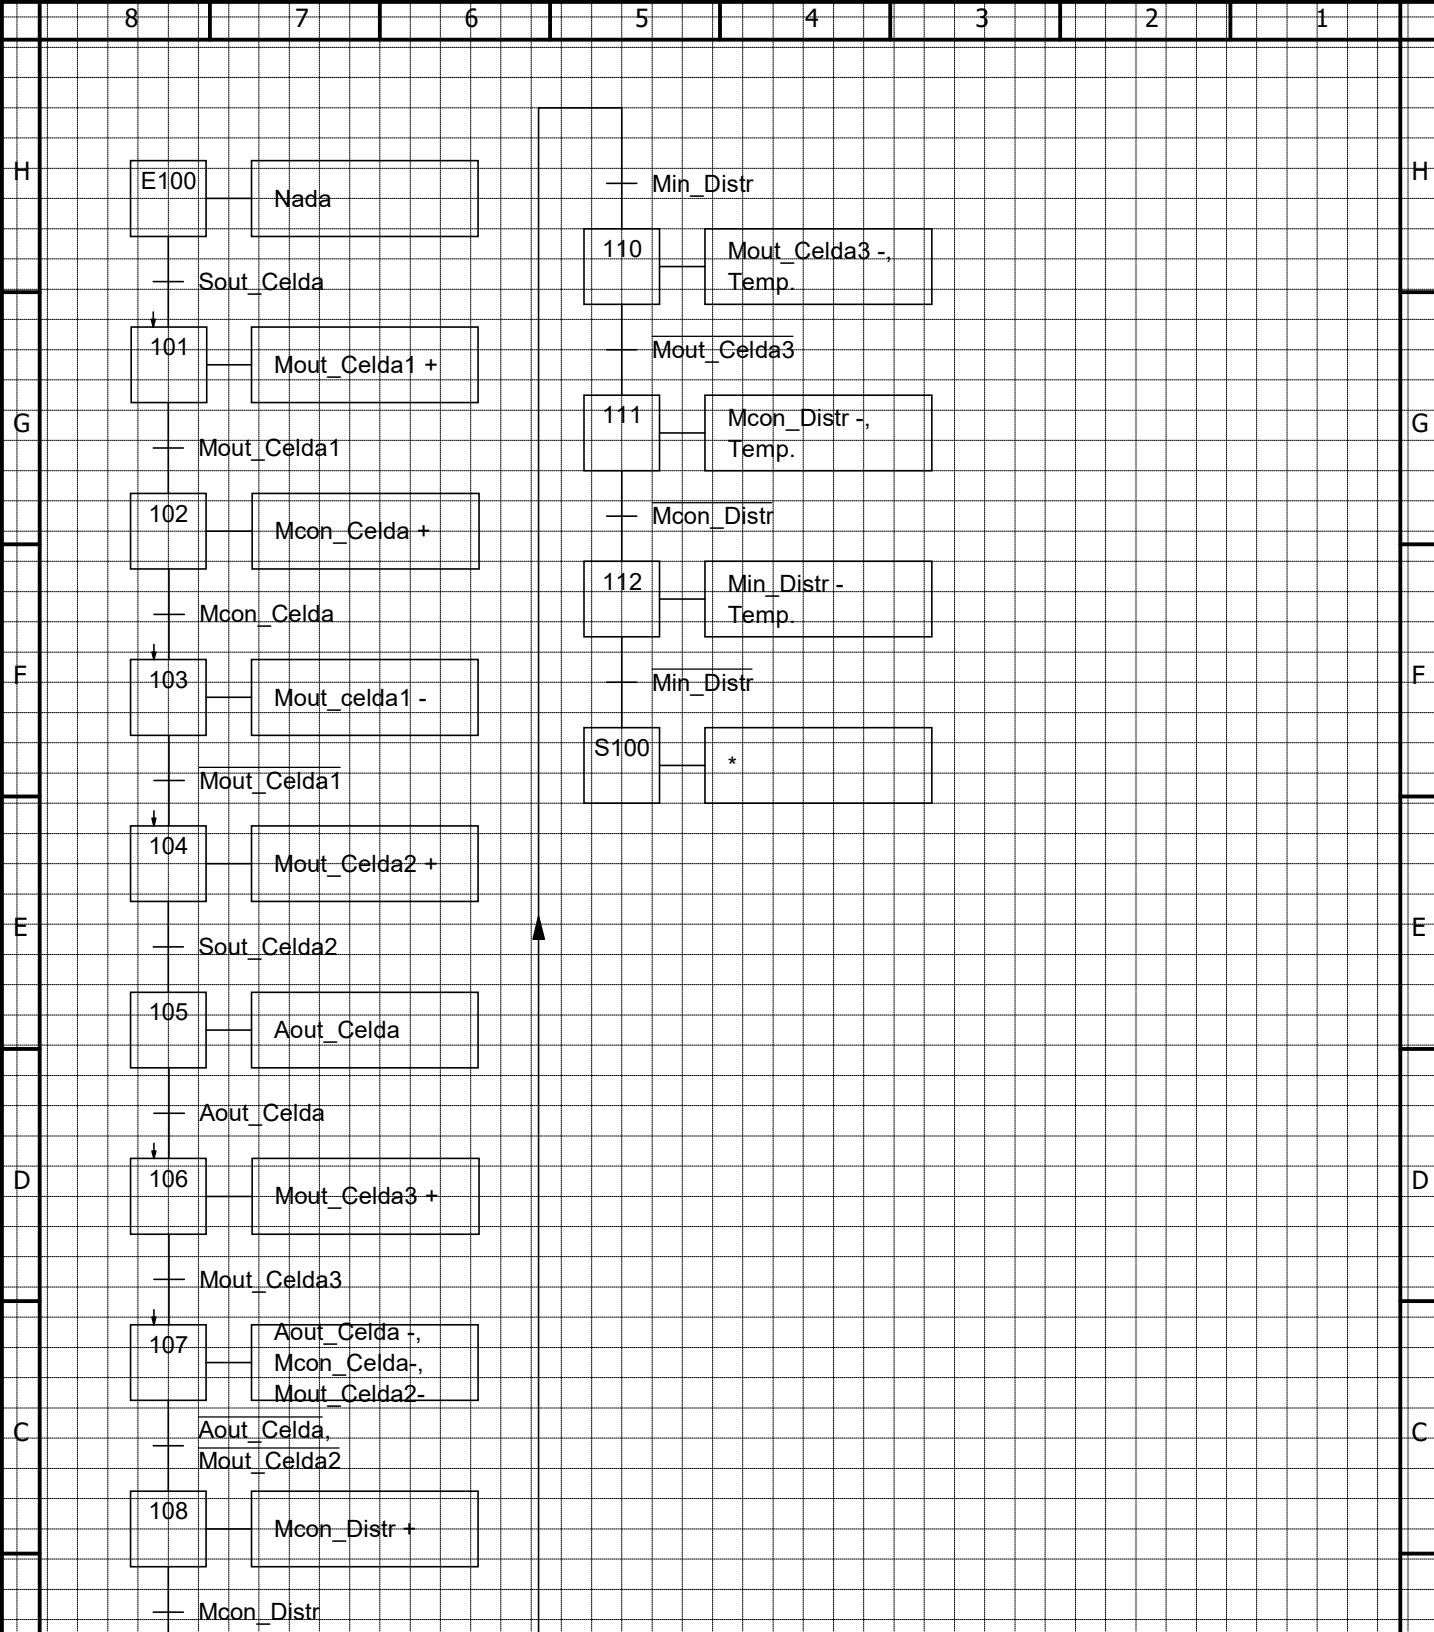 8 7 6 5 4 3 2 1
H
E100
Nada
Sout_Celda
101
Mout_Celda1 +
G
Mout_Celda1
102
Mcon_Celda +
Mcon_Celda
F
103
Mout_celda1 -
Mout_Celda1
104
Mout_Celda2 +
E
Sout_Celda2
105
Aout_Celda
Aout_Celda
D
106
Mout_Celda3 +
Mout_Celda3
107
Aout_Celda -,
Mcon_Celda-,
Mout_Celda2-
C
Aout_Celda,
Mout_Celda2
108
Mcon_Distr +
Mcon_Distr
Min_Distr
110
Mout_Celda3 -,
Temp.
Mout_Celda3
111
Mcon_Distr -,
Temp.
Mcon_Distr
112
Min_Distr -
Temp.
Min_Distr
S100
*
H
G
F
E
D
C